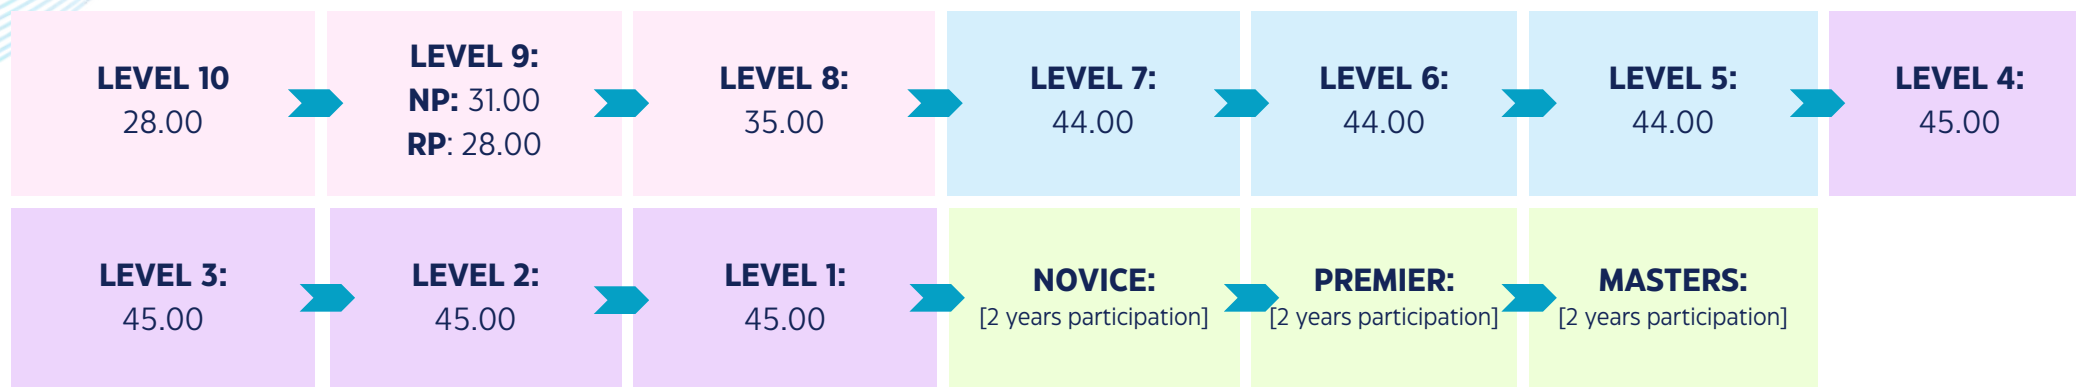 LEVEL 10
28.00
LEVEL 9:
NP: 31.00
RP: 28.00
LEVEL 8:
35.00
LEVEL 7:
44.00
LEVEL 6:
44.00
LEVEL 5:
44.00
LEVEL 4:
45.00
LEVEL 3:
45.00
LEVEL 2:
45.00
LEVEL 1:
45.00
NOVICE:
[2 years participation]
PREMIER:
[2 years participation]
MASTERS:
[2 years participation]